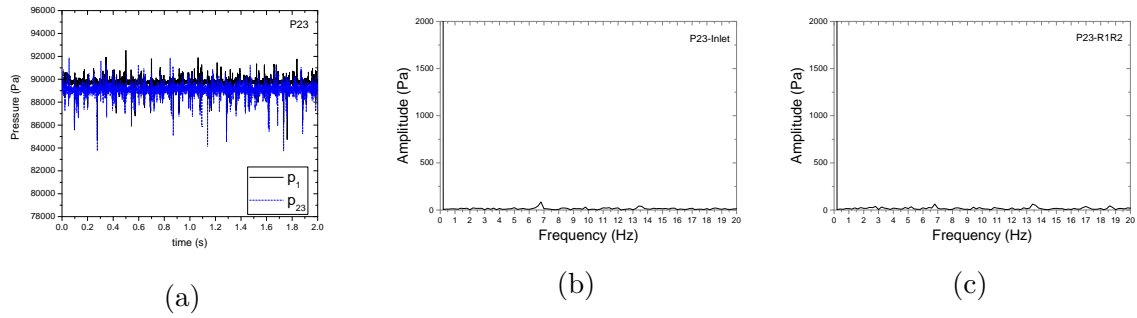 P23
96000
94000
92000
90000
88000
86000
84000
82000
80000
78000
Pressure (Pa)
p1
p23
0.0 0.2 0.4 0.6 0.8 1.0 1.2 1.4 1.6 1.8 2.0
time (s)
(a)
P23-Inlet
2000
1500
1000
500
0
Amplitude (Pa)
0 1 2 3 4 5 6 7 8 9 10 11 12 13 14 15 16 17 18 19 20
Frequency (Hz)
(b)
P23-R1R2
2000
1500
1000
500
0
Amplitude (Pa)
0 1 2 3 4 5 6 7 8 9 10 11 12 13 14 15 16 17 18 19 20
Frequency (Hz)
(c)